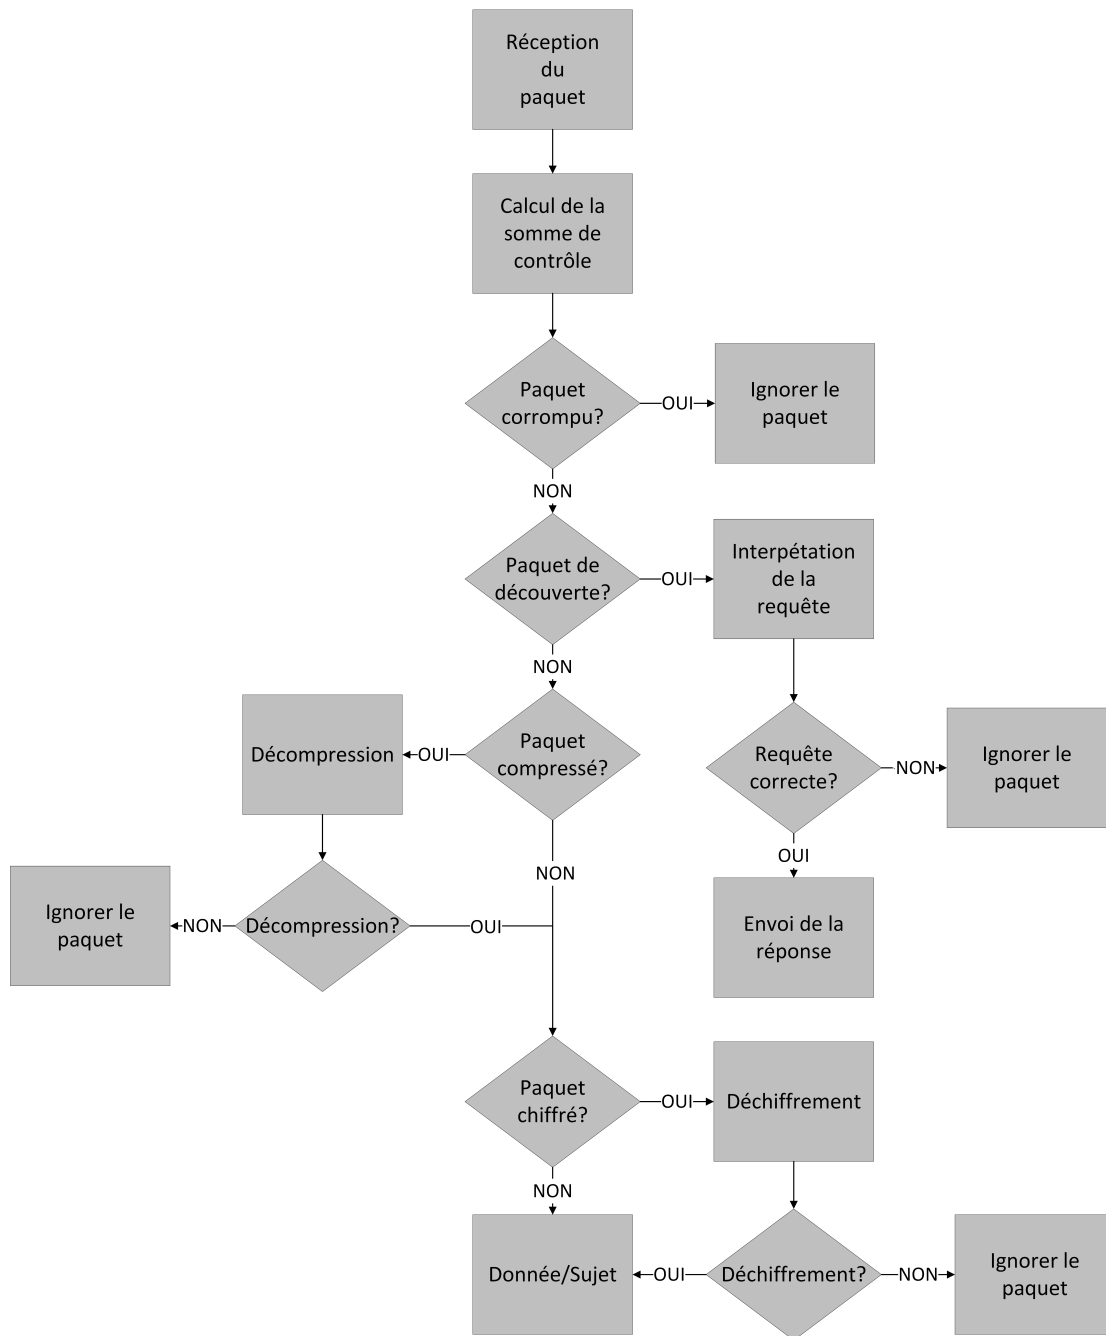 Réception
du
paquet
Calcul de la
somme de
contrôle
Paquet
corrompu?
OUI
Ignorer le
paquet
NON
Paquet de
découverte?
OUI
Interpétation
de la
requête
NON
Paquet
compressé?
OUI
Décompression
Requête
correcte?
NON
Ignorer le
paquet
OUI
NON
Envoi de la
réponse
Décompression?
NON
Ignorer le
paquet
OUI
Paquet
chiffré?
OUI
Déchiffrement
NON
Donnée/Sujet
OUI
Déchiffrement?
NON
Ignorer le
paquet